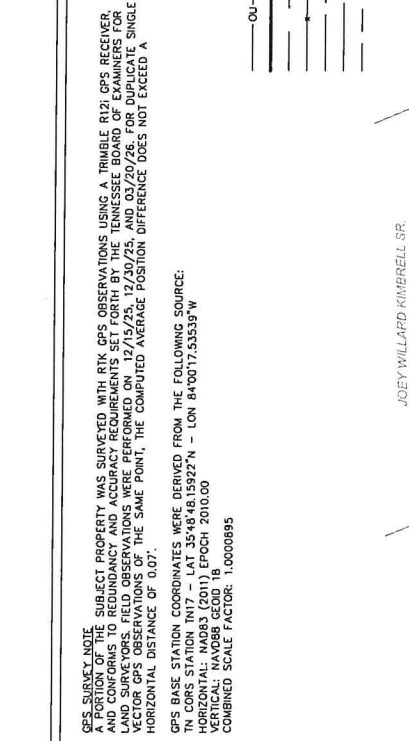 GPS SURVEY NOTE
A PORTION OF THE SUBJECT PROPERTY WAS SURVEYED WITH RTK GPS OBSERVATIONS USING A TRIMBLE R12i GPS RECEIVER,
AND CONFORMS TO REDUNDANCY AND ACCURACY REQUIREMENTS SET FORTH BY THE TENNESSEE BOARD OF EXAMINERS FOR
LAND SURVEYORS. FIELD OBSERVATIONS WERE PERFORMED ON 12/15/25, 12/30/25, AND 03/20/26. FOR DUPLICATE SINGLE
VECTOR GPS OBSERVATIONS OF THE SAME POINT, THE COMPUTED AVERAGE POSITION DIFFERENCE DOES NOT EXCEED A
HORIZONTAL DISTANCE OF 0.07'.
GPS BASE STATION COORDINATES WERE DERIVED FROM THE FOLLOWING SOURCE:
TN CORS STATION TN17 - LAT 35°48'48.15922"N - LON 84°00'17.53539"W
HORIZONTAL: NAD83 (2011) EPOCH 2010.00
VERTICAL: NAVD88 GEOID 18
COMBINED SCALE FACTOR: 1.0000895
OU
JOEY WILLARD KIMBRELL SR.